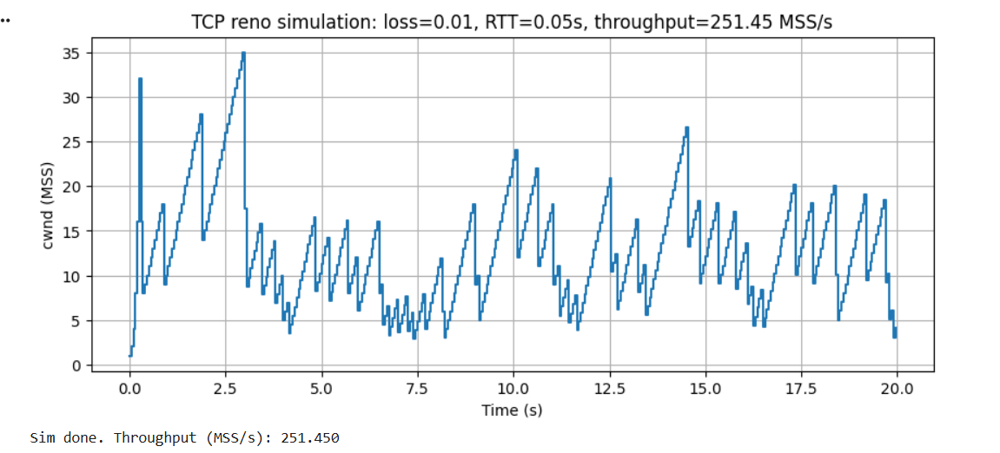 ..
TCP reno simulation: loss=0.01, RTT=0.05s, throughput=251.45 MSS/s
35
30
25
20
15
10
5
0
cwnd (MSS)
0.0 2.5 5.0 7.5 10.0 12.5 15.0 17.5 20.0
Time (s)
Sim done. Throughput (MSS/s): 251.450